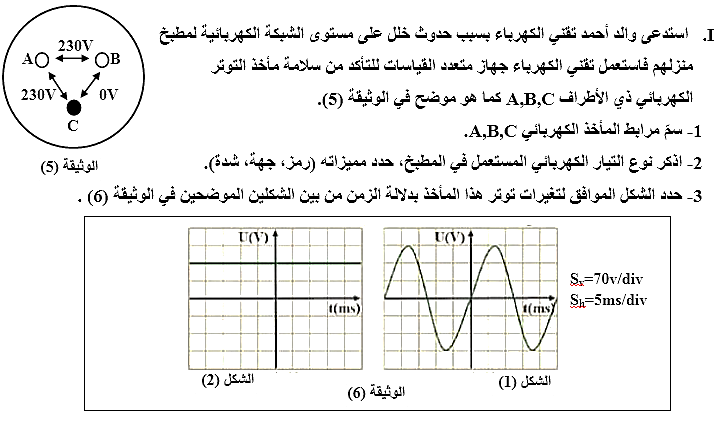 I. استدعى والد أحمد تقني الكهرباء بسبب حدوث خلل على مستوى الشبكة الكهربائية لمطبخ
منزلهم فاستعمل تقني الكهرباء جهاز متعدد القياسات للتأكد من سلامة مأخذ التوتر
الكهربائي ذي الأطراف A,B,C كما هو موضح في الوثيقة (5).
1- سمّ مرابط المأخذ الكهربائي A,B,C.
2- اذكر نوع التيار الكهربائي المستعمل في المطبخ، حدد مميزاته (رمز، جهة، شدة).
3- حدد الشكل الموافق لتغيرات توتر هذا المأخذ بدلالة الزمن من بين الشكلين الموضحين في الوثيقة (6) .
230V
A B
230V 0V
C
الوثيقة (5)
U(V)
t(ms)
الشكل (2)
U(V)
t(ms)
الشكل (1)
Sv=70v/div
Sh=5ms/div
الوثيقة (6)